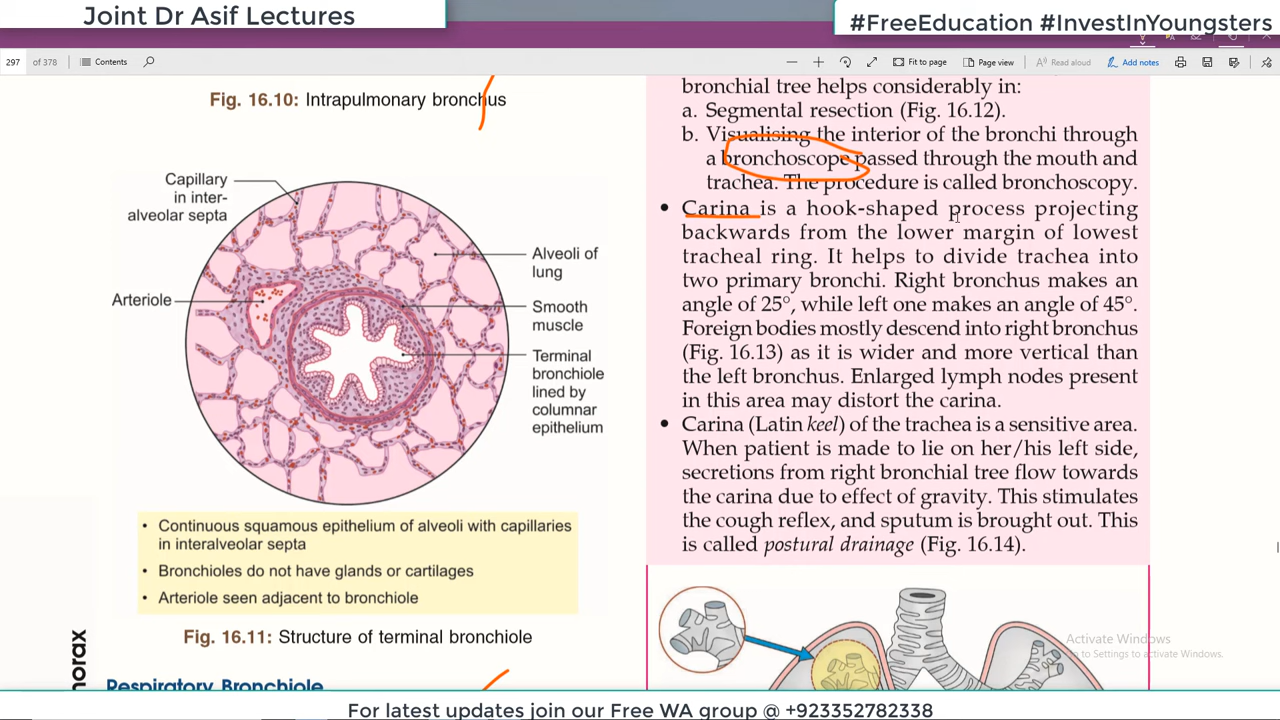 Joint Dr Asif Lectures
#FreeEducation #InvestInYoungsters
297 of 378 Contents Fit to page Page view Read aloud Add notes
Fig. 16.10: Intrapulmonary bronchus
Capillary
in inter-
alveolar septa
Arteriole
Alveoli of
lung
Smooth
muscle
Terminal
bronchiole
lined by
columnar
epithelium
• Continuous squamous epithelium of alveoli with capillaries
in interalveolar septa
• Bronchioles do not have glands or cartilages
• Arteriole seen adjacent to bronchiole
Fig. 16.11: Structure of terminal bronchiole
Respiratory Bronchiole
bronchial tree helps considerably in:
a. Segmental resection (Fig. 16.12).
b. Visualising the interior of the bronchi through
a bronchoscope passed through the mouth and
trachea. The procedure is called bronchoscopy.
• Carina is a hook-shaped process projecting
backwards from the lower margin of lowest
tracheal ring. It helps to divide trachea into
two primary bronchi. Right bronchus makes an
angle of 25°, while left one makes an angle of 45°.
Foreign bodies mostly descend into right bronchus
(Fig. 16.13) as it is wider and more vertical than
the left bronchus. Enlarged lymph nodes present
in this area may distort the carina.
• Carina (Latin keel) of the trachea is a sensitive area.
When patient is made to lie on her/his left side,
secretions from right bronchial tree flow towards
the carina due to effect of gravity. This stimulates
the cough reflex, and sputum is brought out. This
is called postural drainage (Fig. 16.14).
Activate Windows
Go to Settings to activate Windows.
For latest updates join our Free WA group @ +923352782338